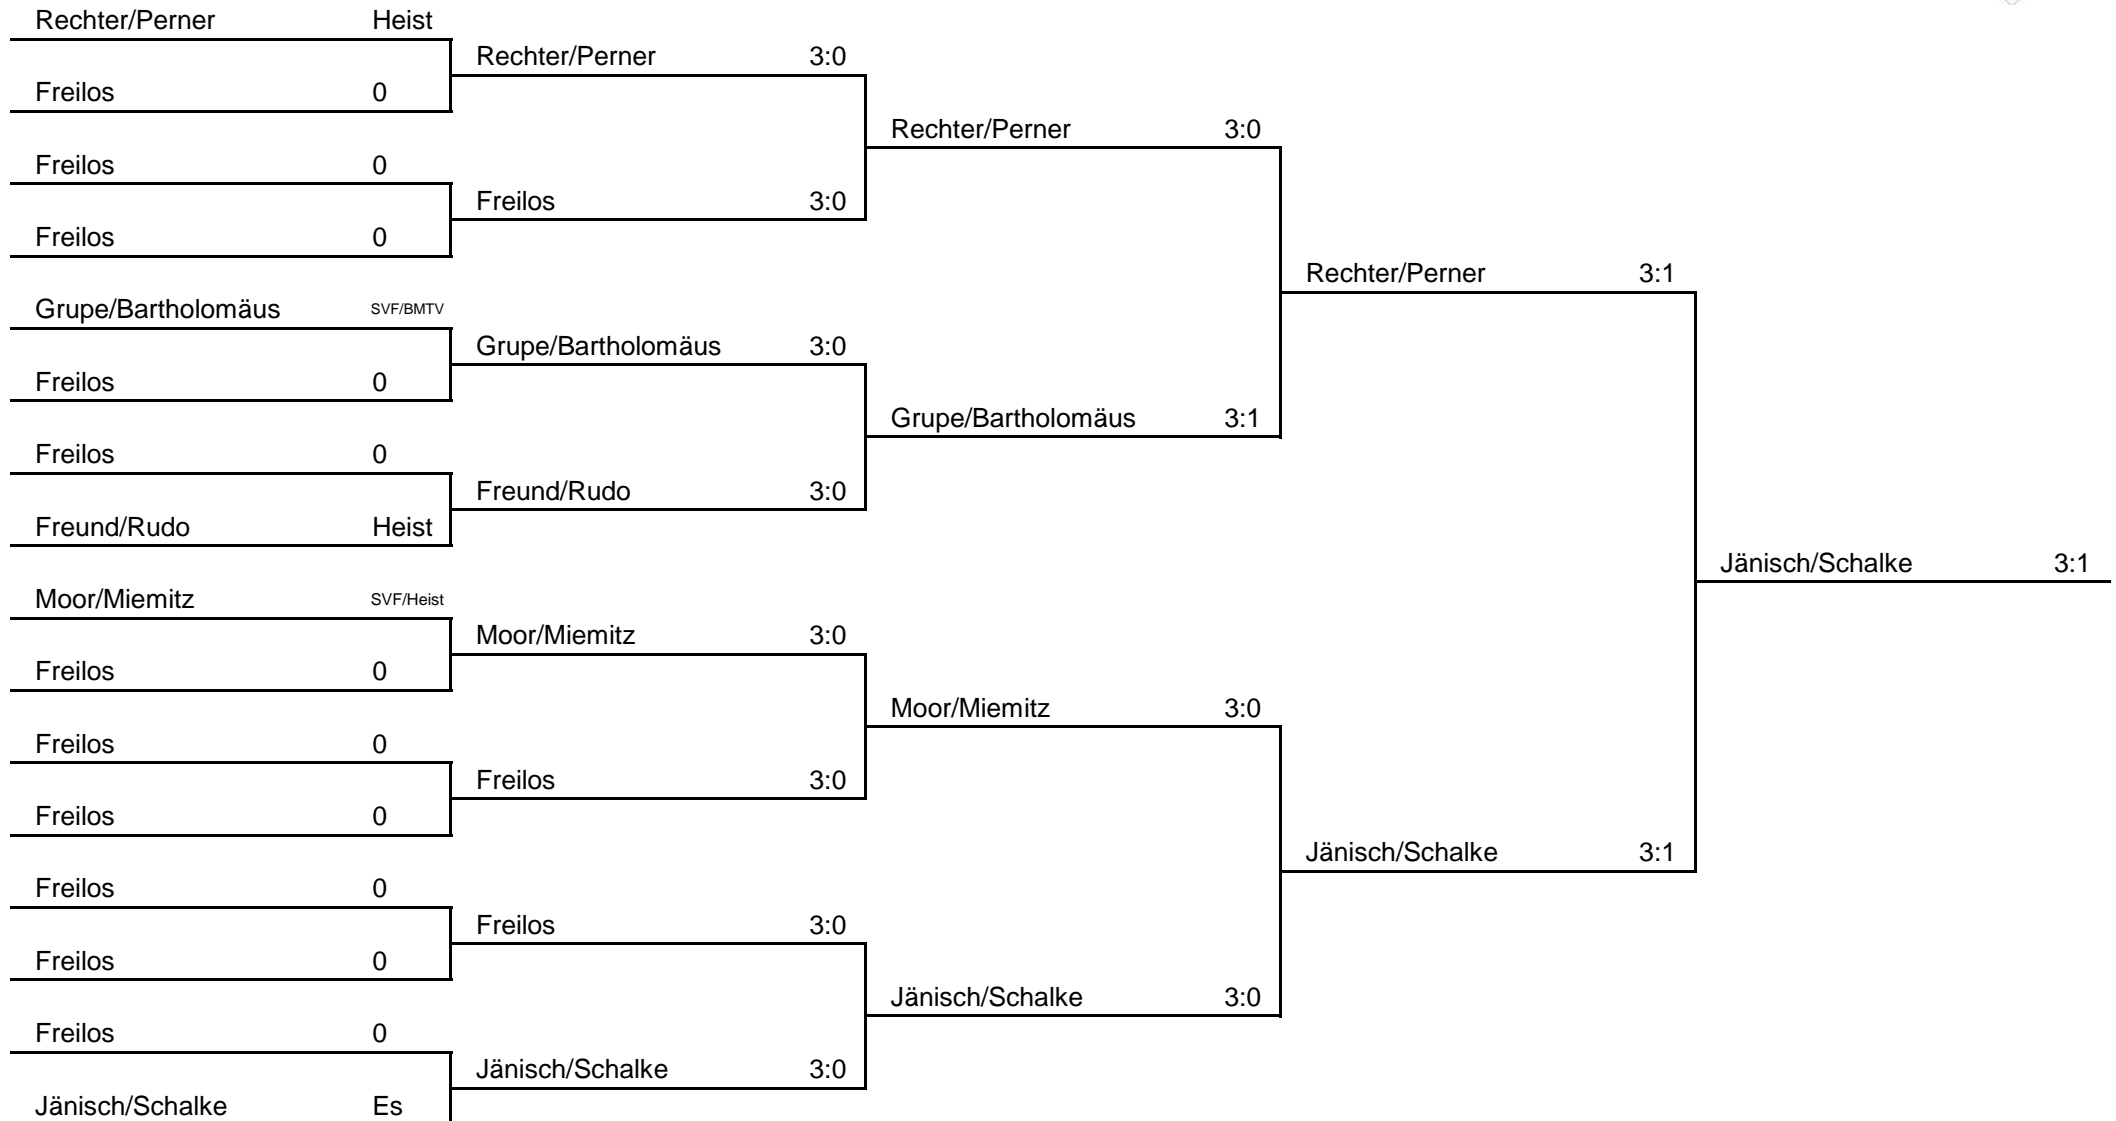 Rechter/Perner Heist
Rechter/Perner 3:0
Freilos 0
Rechter/Perner 3:0
Freilos 0
Freilos 3:0
Freilos 0
Rechter/Perner 3:1
Grupe/Bartholomäus SVF/BMTV
Grupe/Bartholomäus 3:0
Freilos 0
Grupe/Bartholomäus 3:1
Freilos 0
Freund/Rudo 3:0
Freund/Rudo Heist
Jänisch/Schalke 3:1
Moor/Miemitz SVF/Heist
Moor/Miemitz 3:0
Freilos 0
Moor/Miemitz 3:0
Freilos 0
Freilos 3:0
Freilos 0
Jänisch/Schalke 3:1
Freilos 0
Freilos 3:0
Freilos 0
Jänisch/Schalke 3:0
Freilos 0
Jänisch/Schalke 3:0
Jänisch/Schalke Es